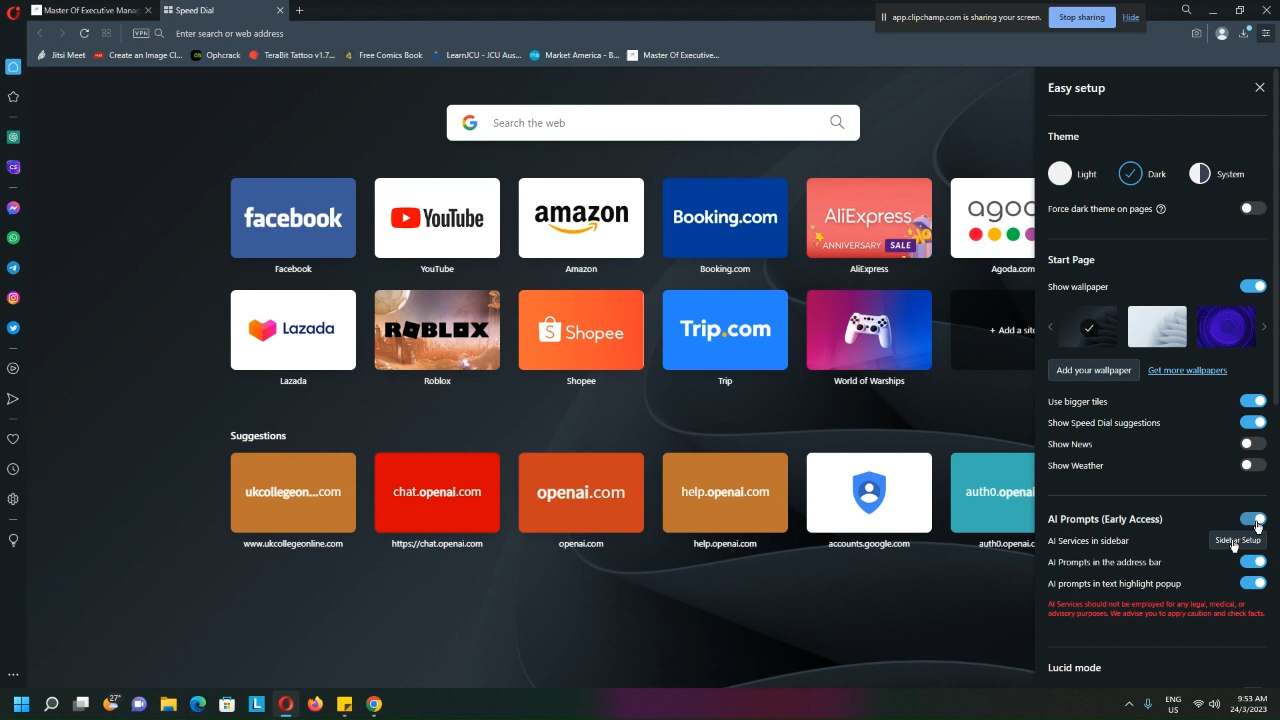 Master Of Executive Mana
Speed Dial
app.clipchamp.com is sharing your screen.
Stop sharing
Hide
VPN
Enter search or web address
Jitsi Meet
Create an Image Cl...
Ophcrack
TeraBit Tattoo v1.7...
Free Comics Book
LearnJCU - JCU Aus...
Market America - B...
Master Of Executive...
Search the web
facebook
YouTube
amazon
Booking.com
AliExpress
ANNIVERSARY SALE
Facebook
YouTube
Amazon
Booking.com
AliExpress
Agoda.com
Lazada
ROBLOX
Shopee
Trip.com
+ Add a site
Lazada
Roblox
Shopee
Trip
World of Warships
Suggestions
ukcollegeon...com
chat.openai.com
openai.com
help.openai.com
auth0.openai
www.ukcollegeonline.com
https://chat.openai.com
openai.com
help.openai.com
accounts.google.com
auth0.openai.c
Easy setup
Theme
Light
Dark
System
Force dark theme on pages
Start Page
Show wallpaper
Add your wallpaper
Get more wallpapers
Use bigger tiles
Show Speed Dial suggestions
Show News
Show Weather
AI Prompts (Early Access)
AI Services in sidebar
Sidebar Setup
AI Prompts in the address bar
AI prompts in text highlight popup
AI Services should not be employed for any legal, medical, or
advisory purposes. We advise you to apply caution and check facts.
Lucid mode
CS
27°
L
ENG
US
9:53 AM
24/3/2023